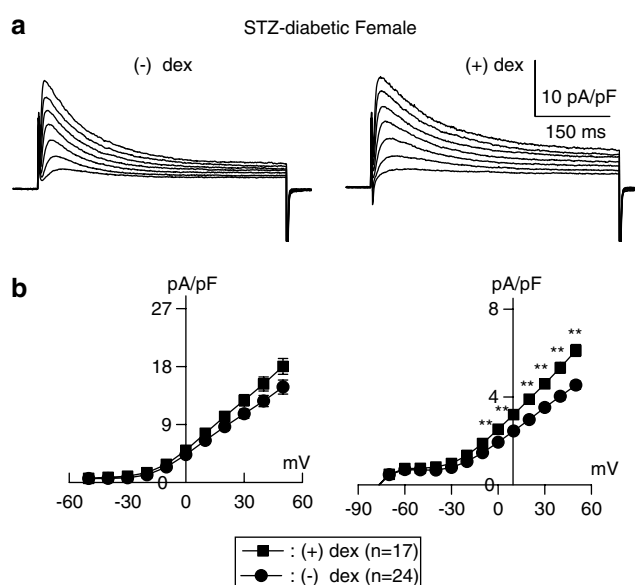 a
STZ-diabetic Female
(-) dex
(+) dex
10 pA/pF
150 ms
b
pA/pF
27
18
9
0
mV
-60 -30 0 30 60
pA/pF
8
4
0
mV
** ** ** ** ** **
-90 -60 -30 0 30 60
: (+) dex (n=17)
: (-) dex (n=24)